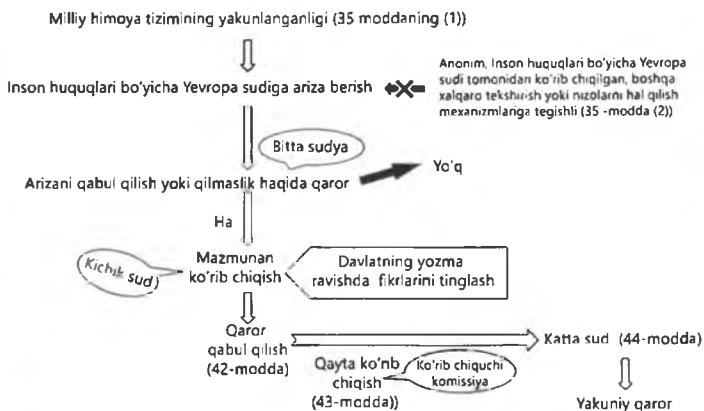 Milliy himoya tizimining yakunlanganligi (35 moddaning (1))
Inson huquqlari bo'yicha Yevropa sudiga ariza berish
Anonim, Inson huquqlari bo'yicha Yevropa
sudi tomonidan ko'rib chiqilgan, boshqa
xalqaro tekshirish yoki nizolarni hal qilish
mexanizmlariga tegishli (35 -modda (2))
Bitta sudya
Arizani qabul qilish yoki qilmaslik haqida qaror
Yo'q
Ha
Kichik sud)
Mazmunan
ko'rib chiqish
Davlatning yozma
ravishda fikrlarini tinglash
Qaror
qabul qilish
(42-modda)
Katta sud (44-modda)
Qayta ko'rib
chiqish
(43-modda))
Ko'rib chiquchi
komissiya
Yakuniy qaror